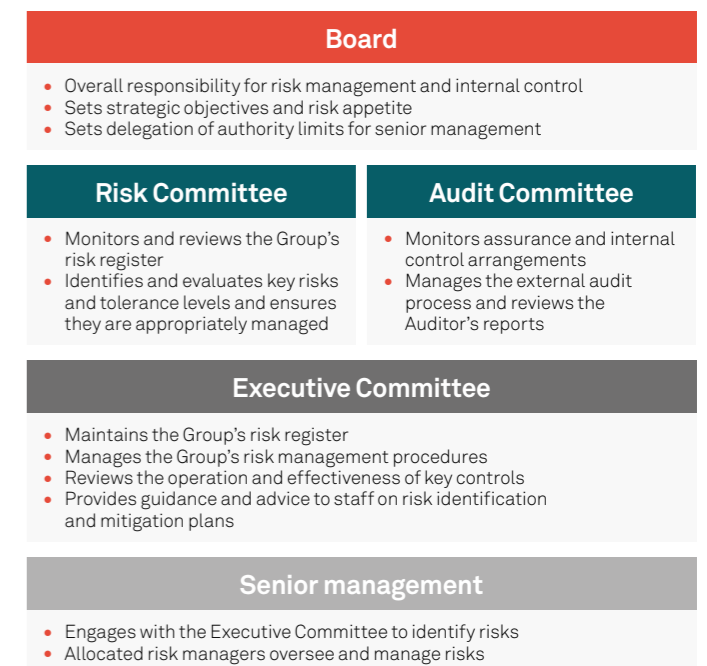 Board
• Overall responsibility for risk management and internal control
• Sets strategic objectives and risk appetite
• Sets delegation of authority limits for senior management
Risk Committee
• Monitors and reviews the Group’s
risk register
• Identifies and evaluates key risks
and tolerance levels and ensures
they are appropriately managed
Audit Committee
• Monitors assurance and internal
control arrangements
• Manages the external audit
process and reviews the
Auditor’s reports
Executive Committee
• Maintains the Group’s risk register
• Manages the Group’s risk management procedures
• Reviews the operation and effectiveness of key controls
• Provides guidance and advice to staff on risk identification
and mitigation plans
Senior management
• Engages with the Executive Committee to identify risks
• Allocated risk managers oversee and manage risks